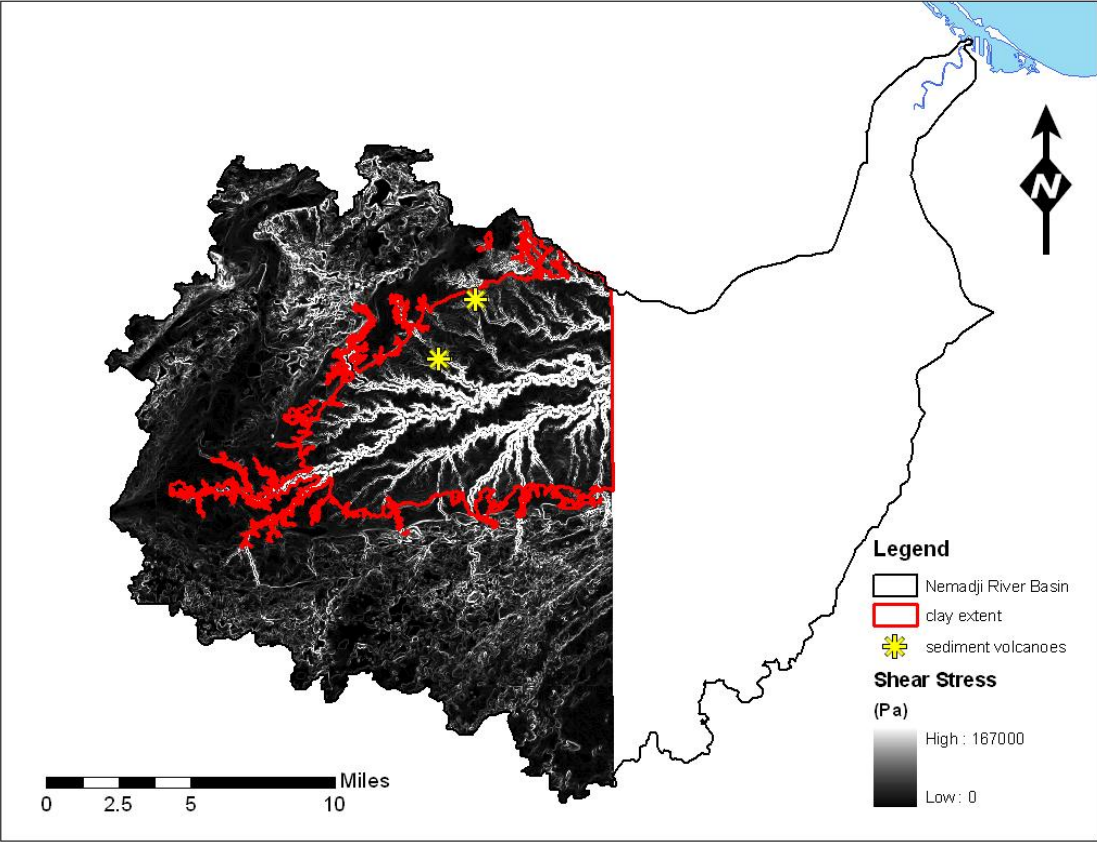 N
Legend
Nemadji River Basin
clay extent
sediment volcanoes
Shear Stress
(Pa)
High : 167000
Low : 0
Miles
0 2.5 5 10